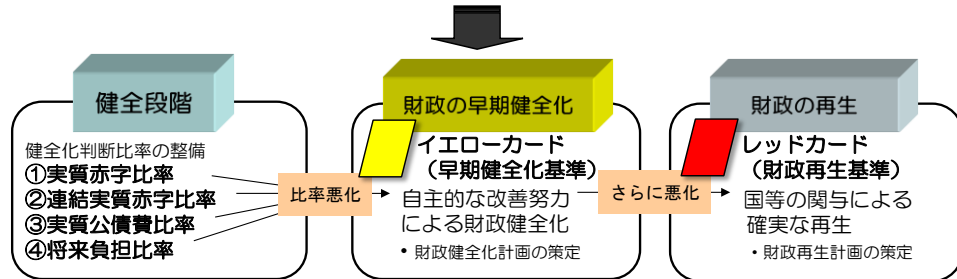 健全段階
健全化判断比率の整備
①実質赤字比率
②連結実質赤字比率
③実質公債費比率
④将来負担比率
比率悪化
財政の早期健全化
イエローカード
（早期健全化基準）
自主的な改善努力
による財政健全化
・財政健全化計画の策定
さらに悪化
財政の再生
レッドカード
（財政再生基準）
国等の関与による
確実な再生
・財政再生計画の策定